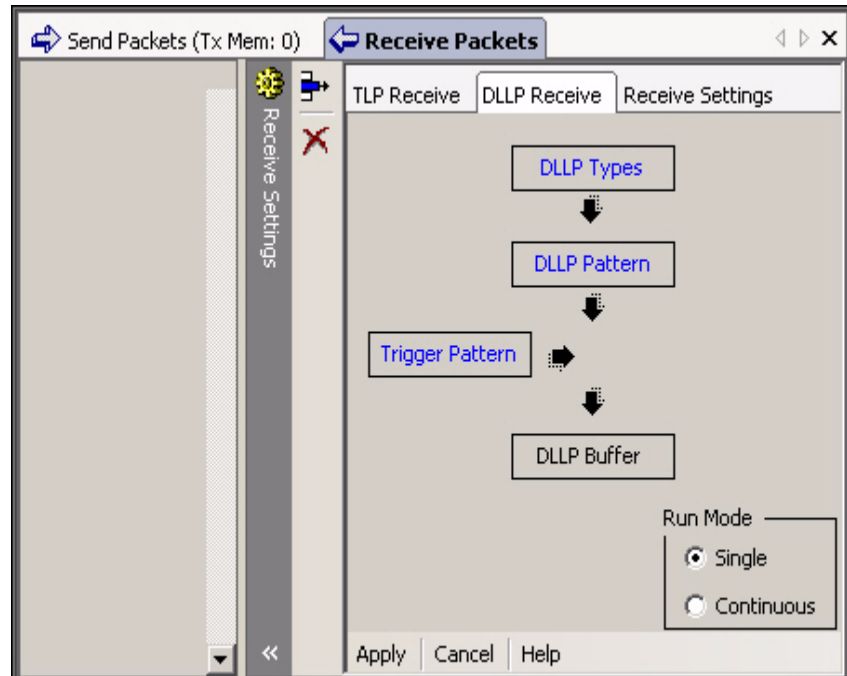 Send Packets (Tx Mem: 0)
Receive Packets
Receive Settings
TLP Receive
DLLP Receive
Receive Settings
DLLP Types
DLLP Pattern
Trigger Pattern
DLLP Buffer
Run Mode
Single
Continuous
Apply
Cancel
Help